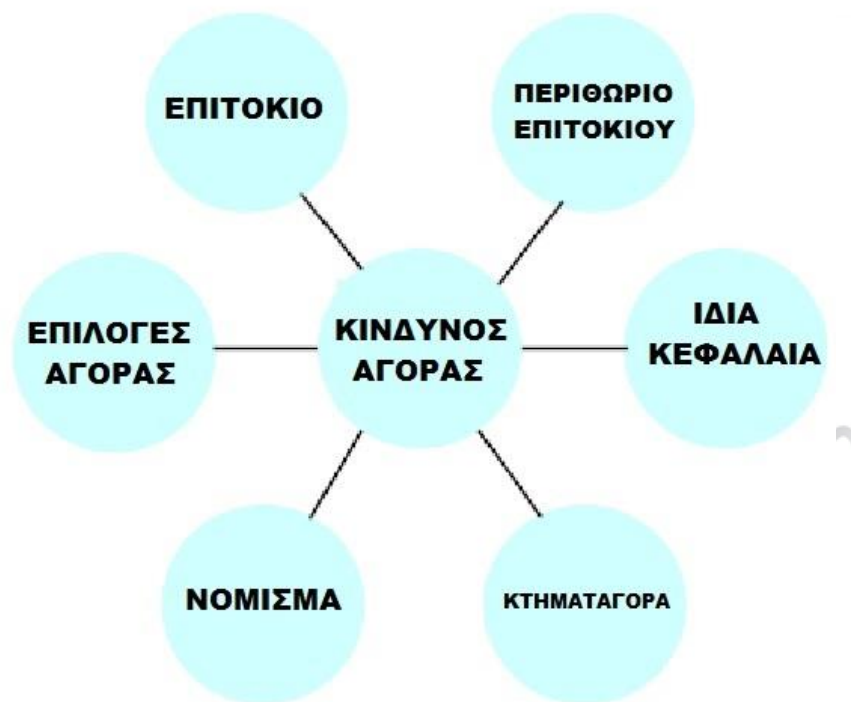 ΕΠΙΤΟΚΙΟ
ΠΕΡΙΘΩΡΙΟ
ΕΠΙΤΟΚΙΟΥ
ΕΠΙΛΟΓΕΣ
ΑΓΟΡΑΣ
ΚΙΝΔΥΝΟΣ
ΑΓΟΡΑΣ
ΙΔΙΑ
ΚΕΦΑΛΑΙΑ
ΝΟΜΙΣΜΑ
ΚΤΗΜΑΤΑΓΟΡΑ